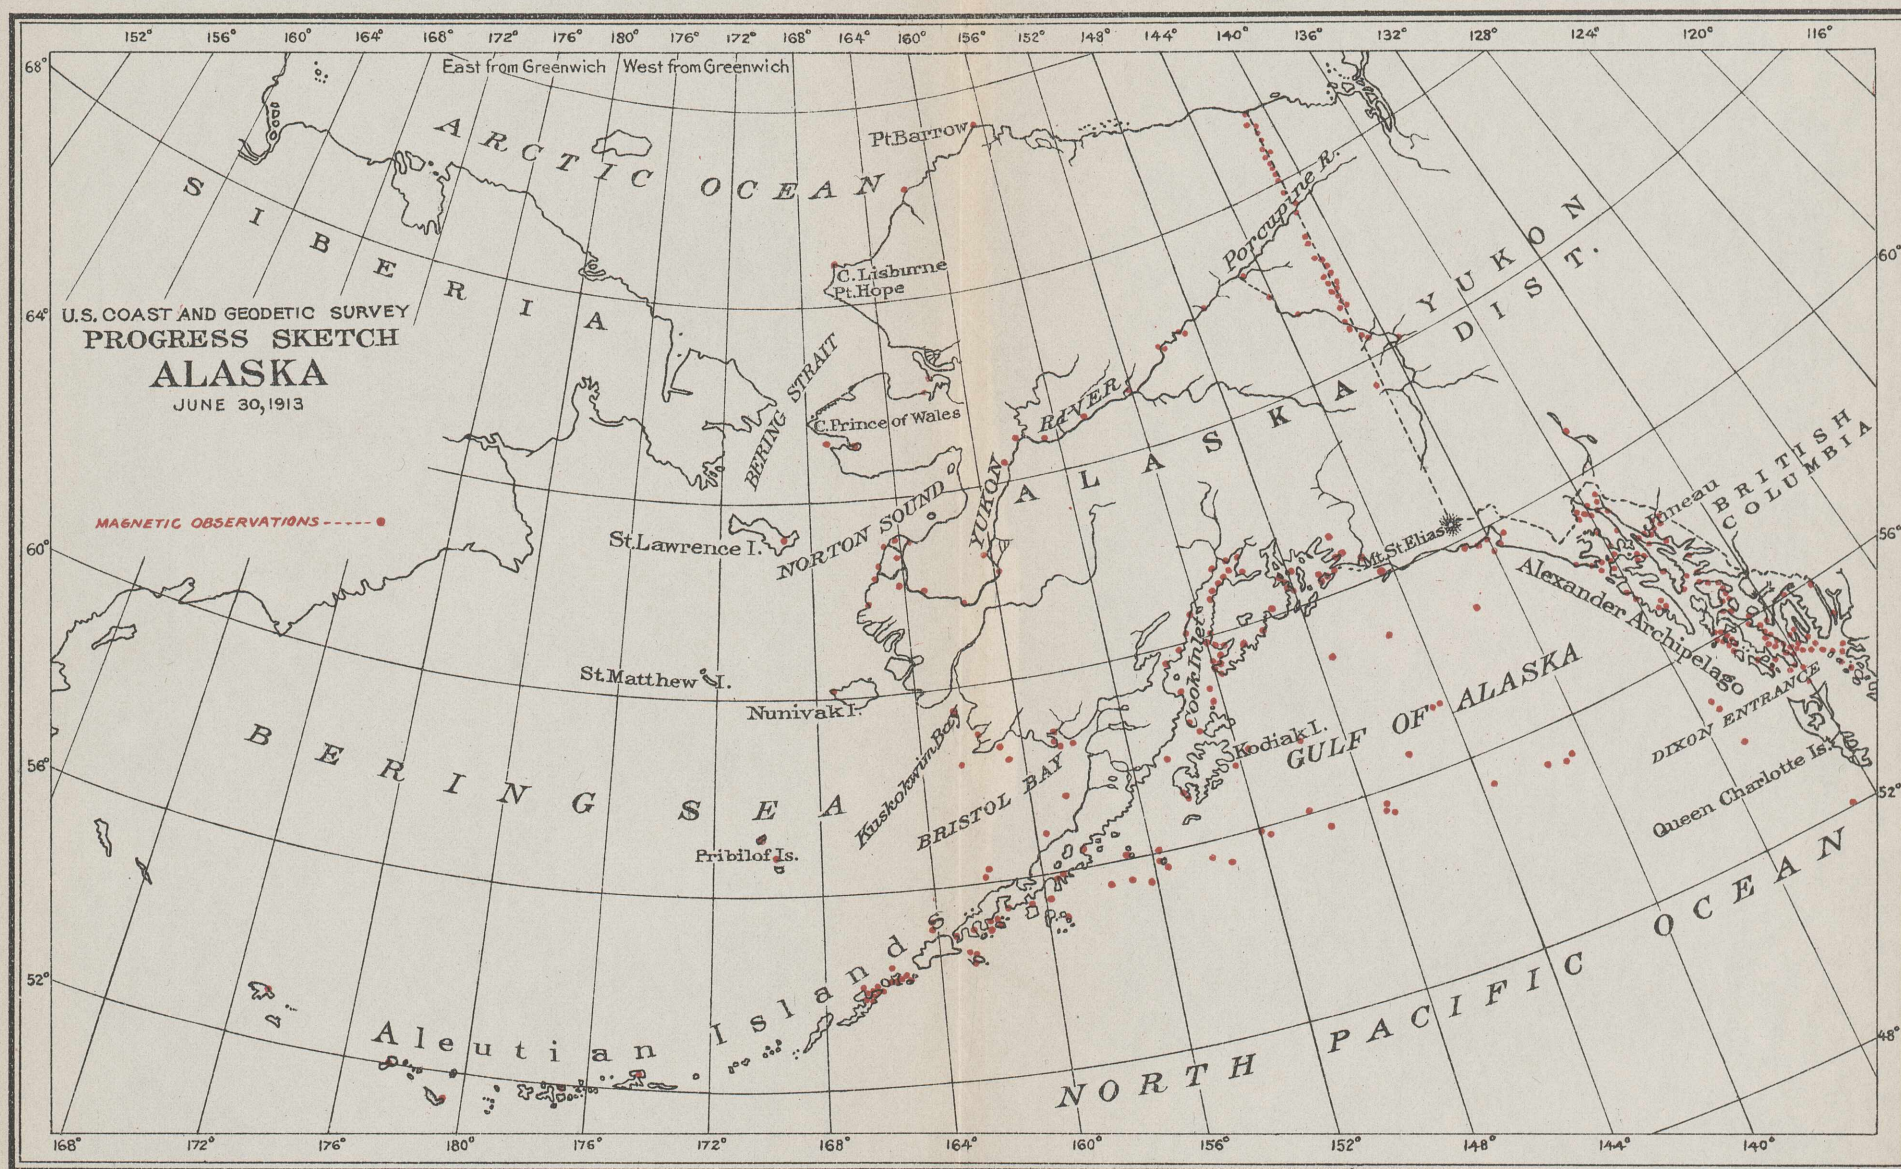 152° 156° 160° 164° 168° 172° 176° 180° 176° 172° 168° 164° 160° 156° 152° 148° 144° 140° 136° 132° 128° 124° 120° 116°
East from Greenwich West from Greenwich
68°
64°
60°
56°
52°
60°
56°
52°
48°
ARCTIC OCEAN
SIBERIA
Pt.Barrow
C.Lisburne
Pt.Hope
Porcupine R.
YUKON
DIST.
U.S. COAST AND GEODETIC SURVEY
PROGRESS SKETCH
ALASKA
JUNE 30, 1913
BERING STRAIT
C.Prince of Wales
YUKON RIVER
ALASKA
MAGNETIC OBSERVATIONS
St.Lawrence I.
NORTON SOUND
Mt.St.Elias
Juneau
BRITISH
COLUMBIA
Alexander Archipelago
St.Matthew I.
Nunivak I.
Cook Inlet
Kodiak I.
GULF OF ALASKA
DIXON ENTRANCE
Queen Charlotte Is.
BERING SEA
Kuskokwim Bay
BRISTOL BAY
Pribilof Is.
Aleutian Islands
NORTH PACIFIC OCEAN
168° 172° 176° 180° 176° 172° 168° 164° 160° 156° 152° 148° 144° 140°